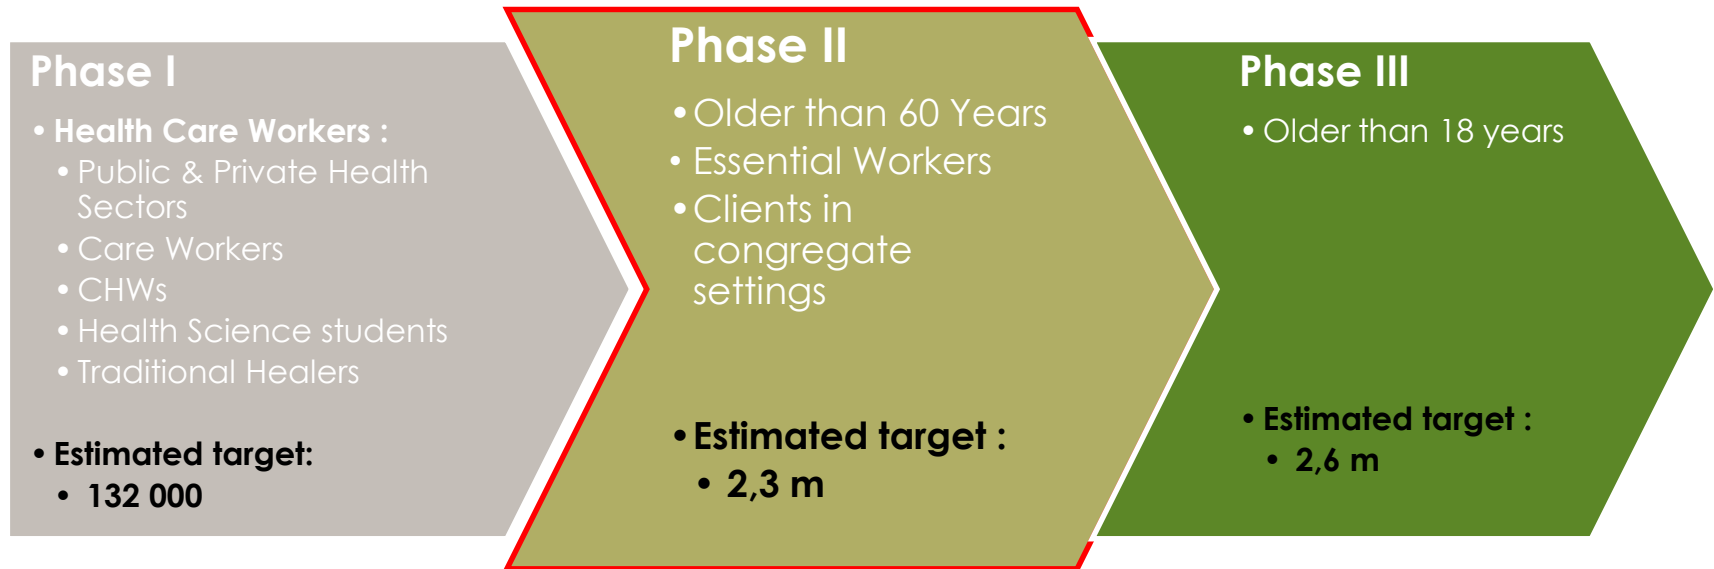 Phase I
• Health Care Workers :
• Public & Private Health
Sectors
• Care Workers
• CHWs
• Health Science students
• Traditional Healers
• Estimated target:
• 132 000
Phase II
• Older than 60 Years
• Essential Workers
• Clients in
congregate
settings
• Estimated target :
• 2,3 m
Phase III
• Older than 18 years
• Estimated target :
• 2,6 m